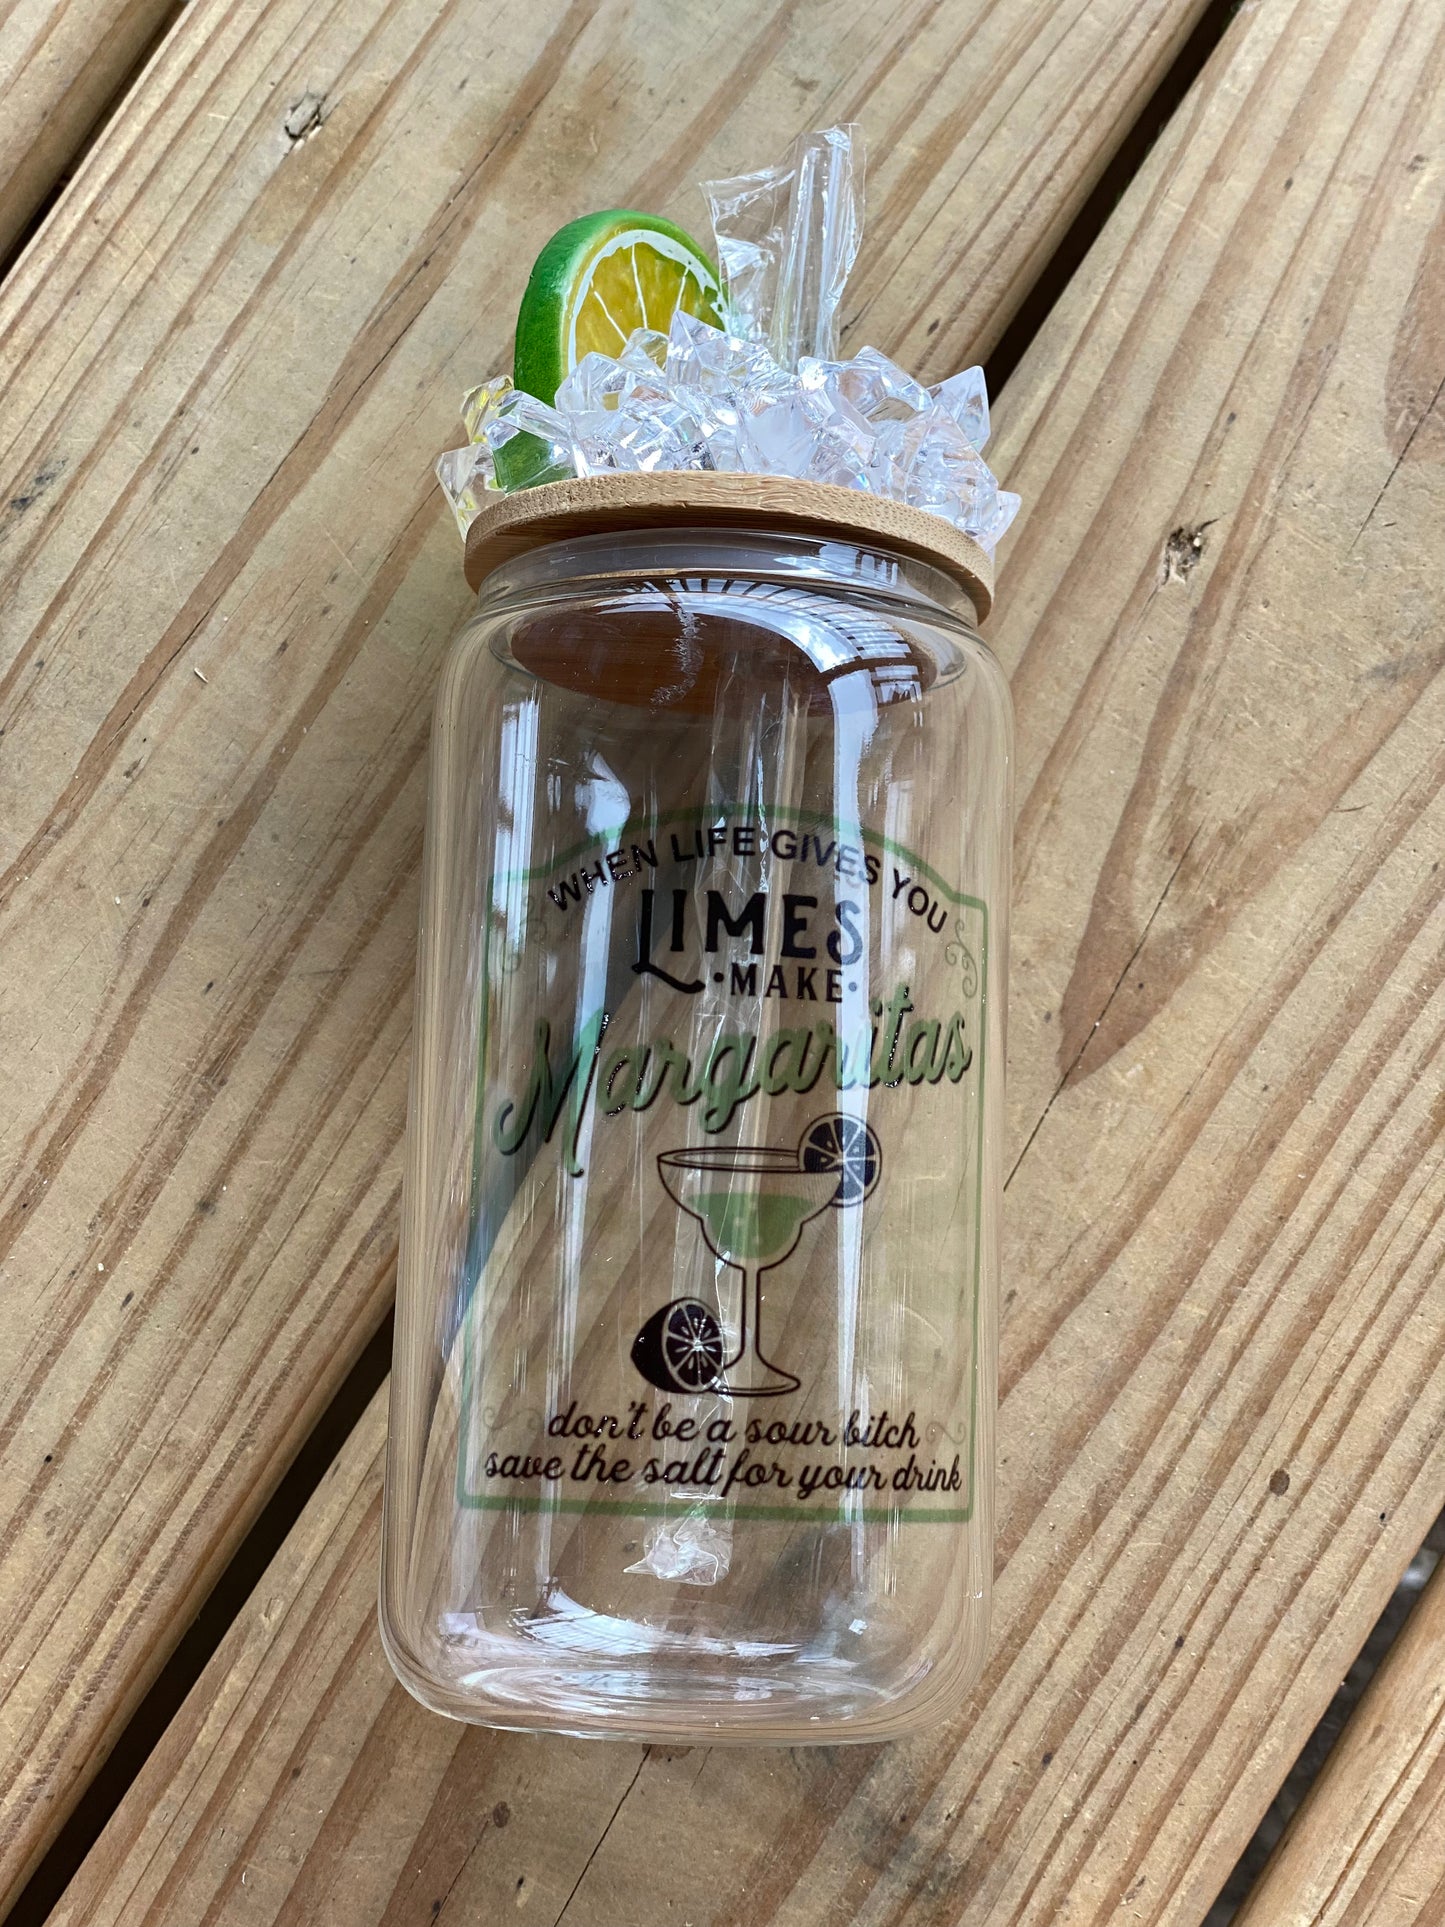 WHEN LIFE GIVES YOU
LIMES
·MAKE·
Margaritas
don't be a sour bitch
save the salt for your drink